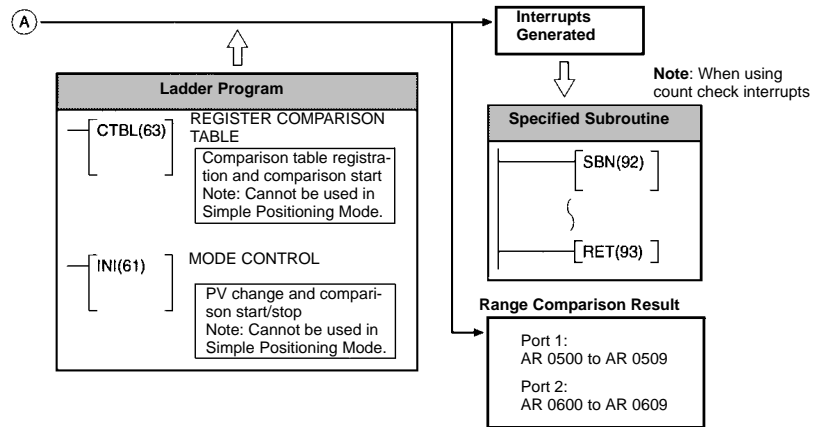 A
Interrupts
Generated
Note: When using
count check interrupts
Ladder Program
CTBL(63)
REGISTER COMPARISON
TABLE
Comparison table registra-
tion and comparison start
Note: Cannot be used in
Simple Positioning Mode.
INI(61)
MODE CONTROL
PV change and compari-
son start/stop
Note: Cannot be used in
Simple Positioning Mode.
Specified Subroutine
SBN(92)
RET(93)
Range Comparison Result
Port 1:
AR 0500 to AR 0509
Port 2:
AR 0600 to AR 0609